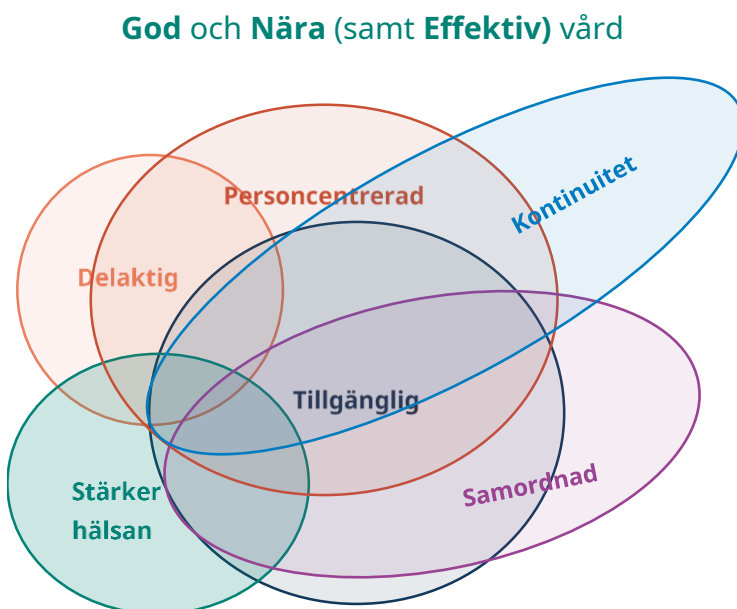 God och Nära (samt Effektiv) vård
Personcentrerad
Kontinuitet
Delaktig
Tillgänglig
Samordnad
Stärker
hälsan